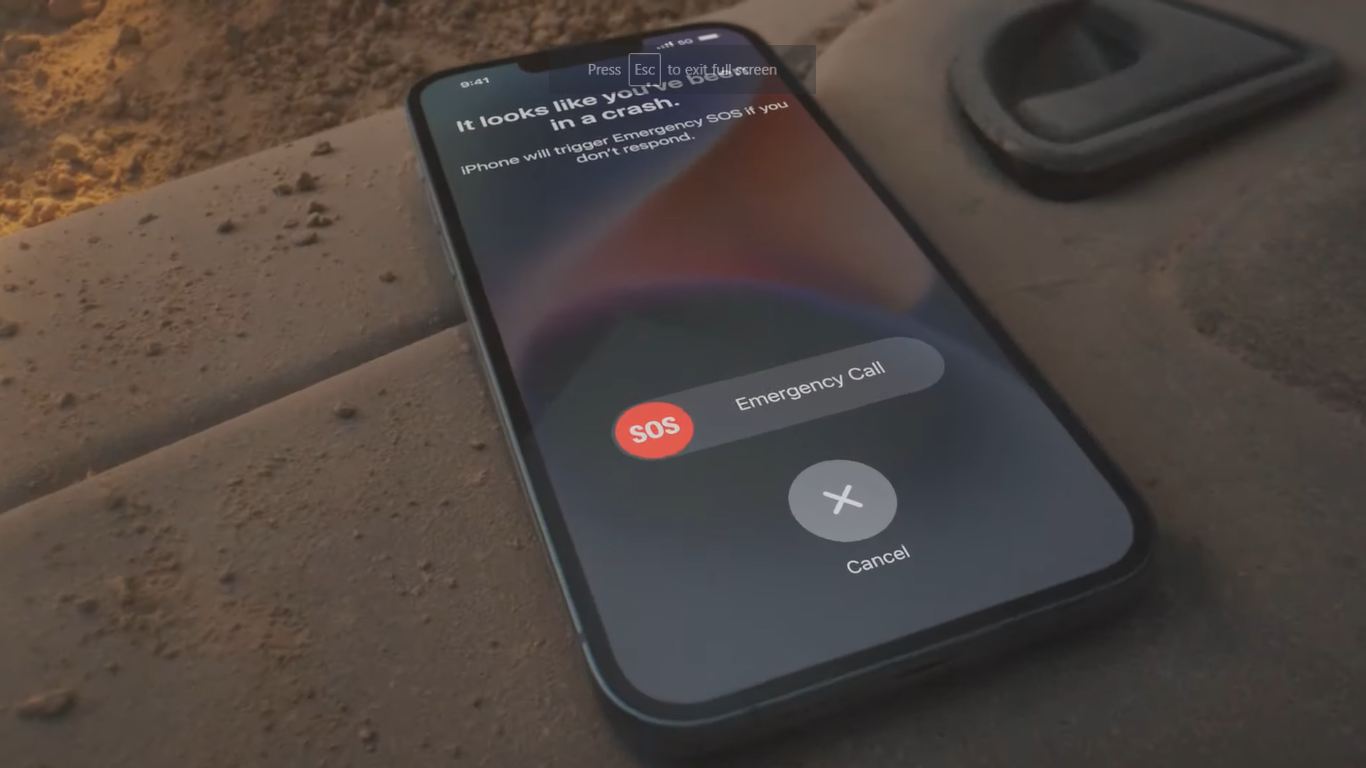 Press Esc to exit full screen
9:41 5G
It looks like you've been
in a crash.
iPhone will trigger Emergency SOS if you
don't respond.
SOS Emergency Call
Cancel